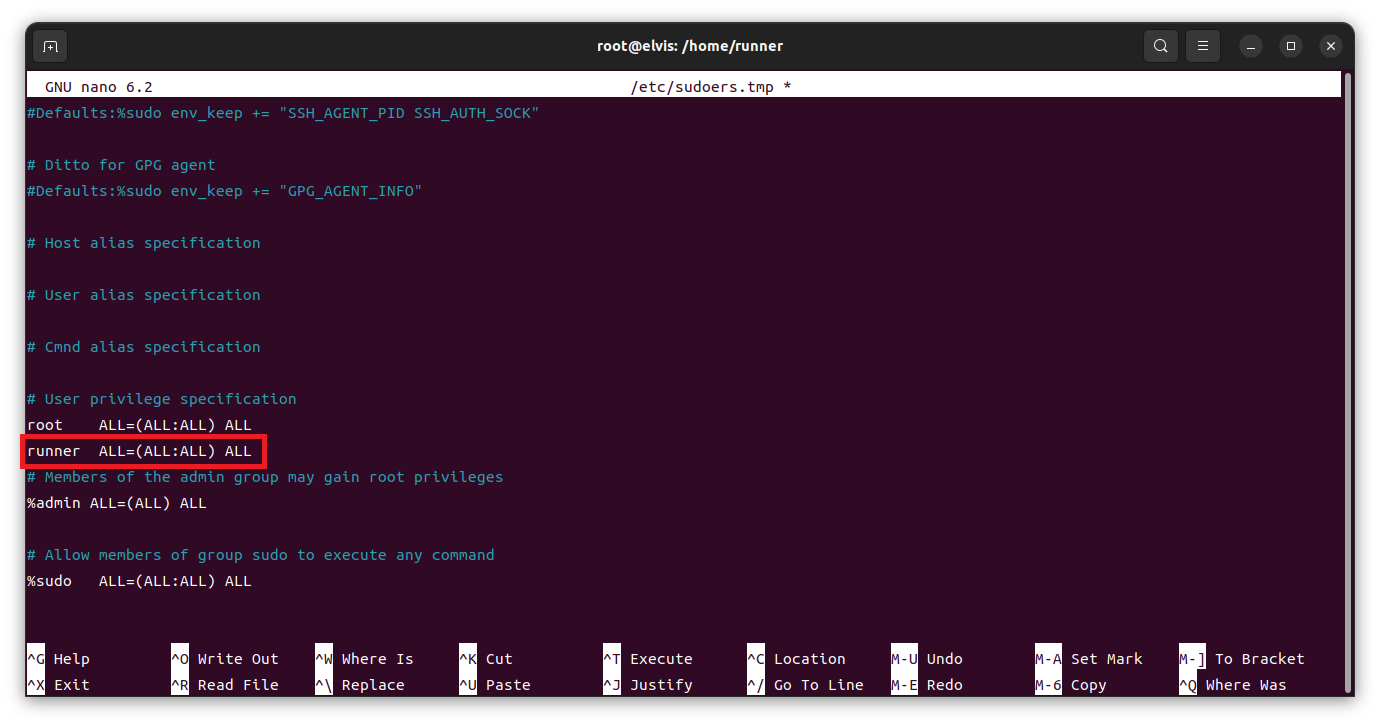 root@elvis: /home/runner
GNU nano 6.2 /etc/sudoers.tmp *
#Defaults:%sudo env_keep += "SSH_AGENT_PID SSH_AUTH_SOCK"
# Ditto for GPG agent
#Defaults:%sudo env_keep += "GPG_AGENT_INFO"
# Host alias specification
# User alias specification
# Cmnd alias specification
# User privilege specification
root    ALL=(ALL:ALL) ALL
runner  ALL=(ALL:ALL) ALL
# Members of the admin group may gain root privileges
%admin ALL=(ALL) ALL
# Allow members of group sudo to execute any command
%sudo   ALL=(ALL:ALL) ALL
^G Help ^O Write Out ^W Where Is ^K Cut ^T Execute ^C Location M-U Undo M-A Set Mark M-] To Bracket
^X Exit ^R Read File ^\ Replace ^U Paste ^J Justify ^/ Go To Line M-E Redo M-6 Copy ^Q Where Was